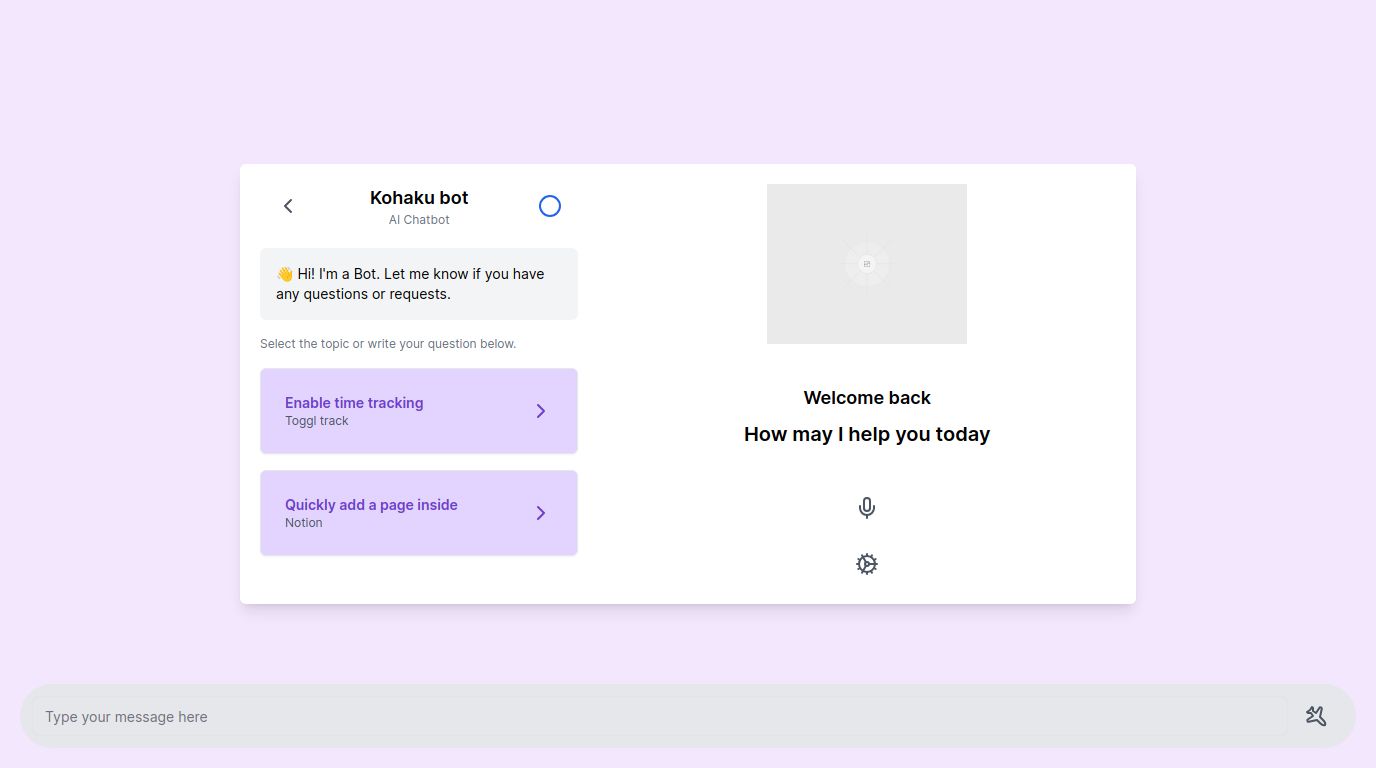 Kohaku bot
AI Chatbot
👋 Hi! I'm a Bot. Let me know if you have
any questions or requests.
Select the topic or write your question below.
Enable time tracking
Toggl track
Quickly add a page inside
Notion
Welcome back
How may I help you today
Type your message here